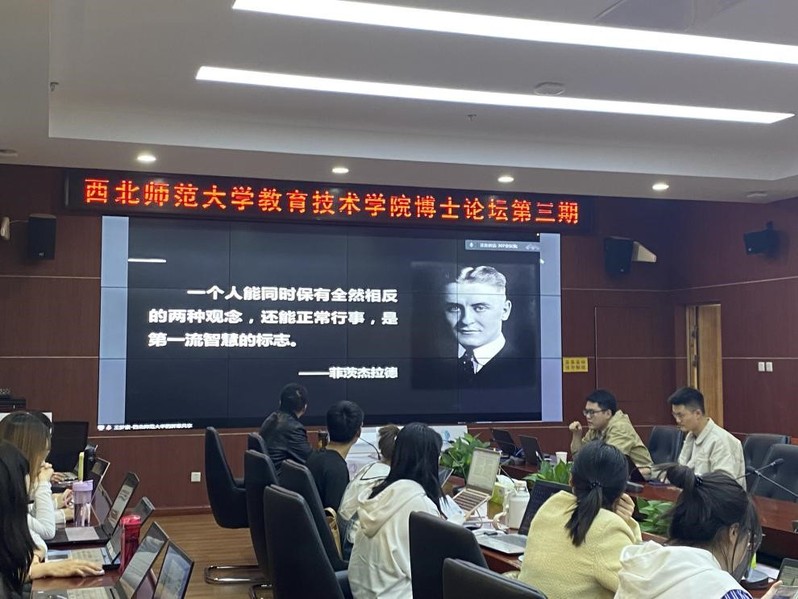 西北师范大学教育技术学院博士论坛第三期
一个人能同时保有全然相反
的两种观念，还能正常行事，是
第一流智慧的标志。
——菲茨杰拉德